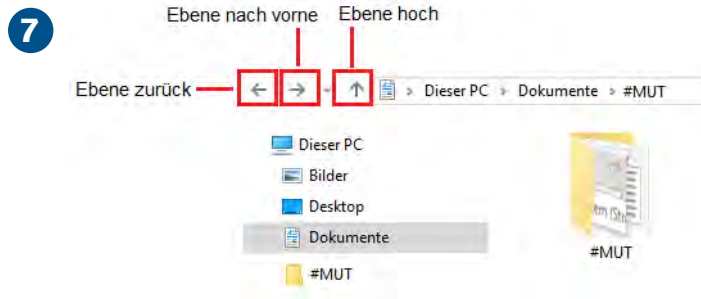 7
Ebene nach vorne
Ebene hoch
Ebene zurück
Dieser PC > Dokumente > #MUT
Dieser PC
Bilder
Desktop
Dokumente
#MUT
#MUT